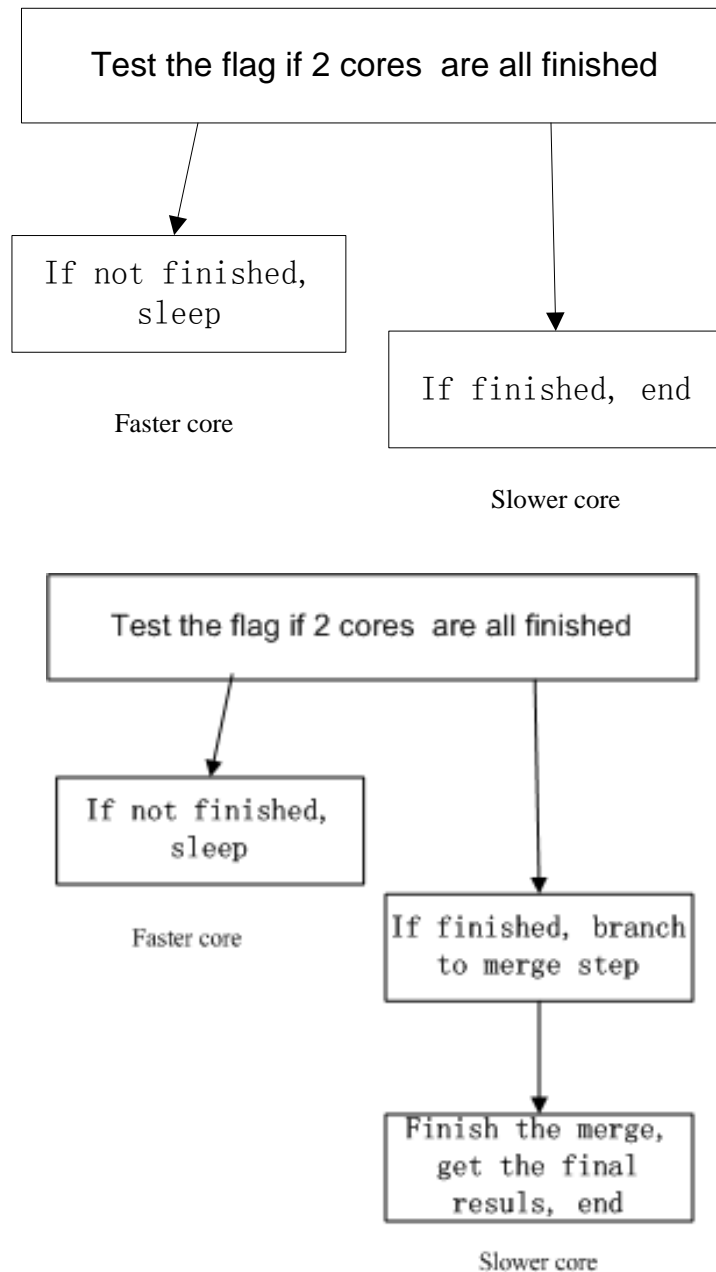 Test the flag if 2 cores are all finished
If not finished,
sleep
Faster core
If finished, end
Slower core
Test the flag if 2 cores are all finished
If not finished,
sleep
Faster core
If finished, branch
to merge step
Finish the merge,
get the final
resuls, end
Slower core